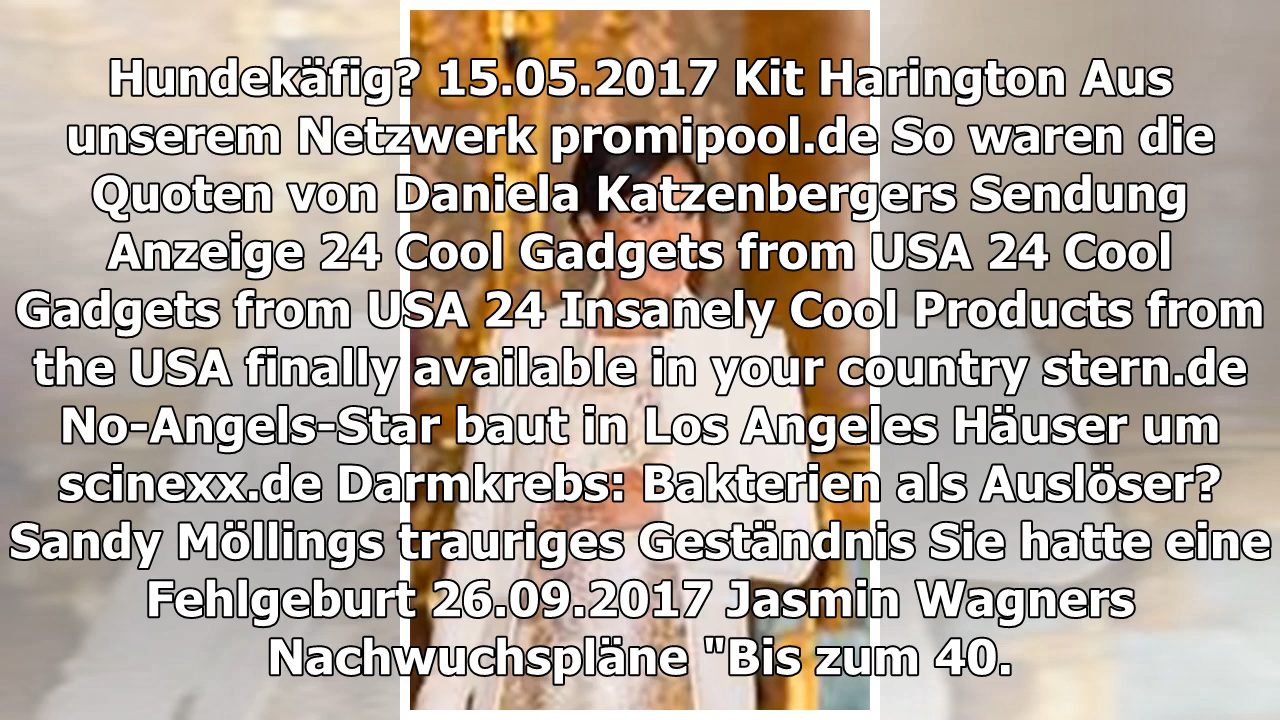 Hundekäfig? 15.05.2017 Kit Harington Aus
unserem Netzwerk promipool.de So waren die
Quoten von Daniela Katzenbergers Sendung
Anzeige 24 Cool Gadgets from USA 24 Cool
Gadgets from USA 24 Insanely Cool Products from
the USA finally available in your country stern.de
No-Angels-Star baut in Los Angeles Häuser um
scinexx.de Darmkrebs: Bakterien als Auslöser?
Sandy Möllings trauriges Geständnis Sie hatte eine
Fehlgeburt 26.09.2017 Jasmin Wagners
Nachwuchspläne "Bis zum 40.